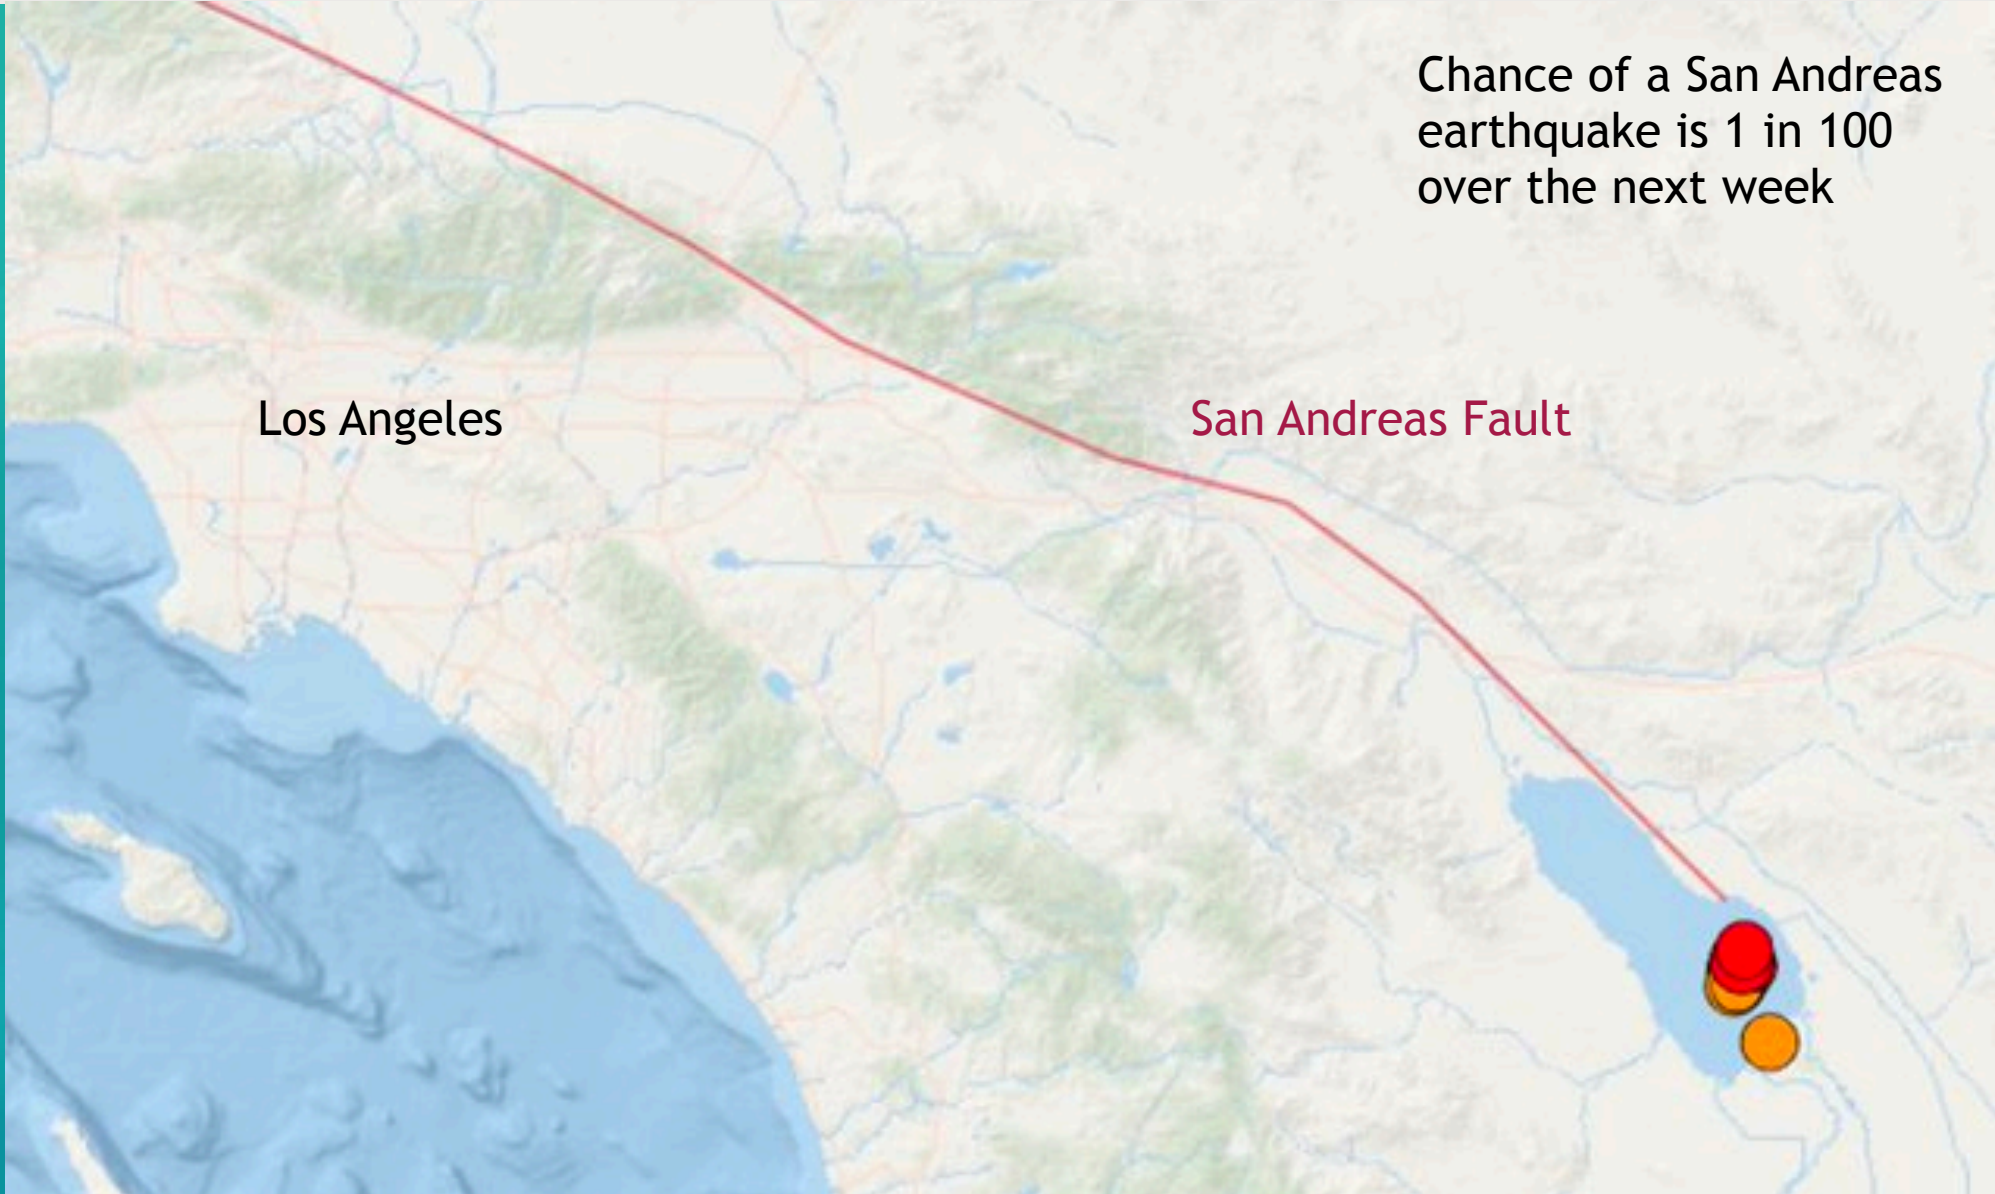 Chance of a San Andreas
earthquake is 1 in 100
over the next week
Los Angeles
San Andreas Fault